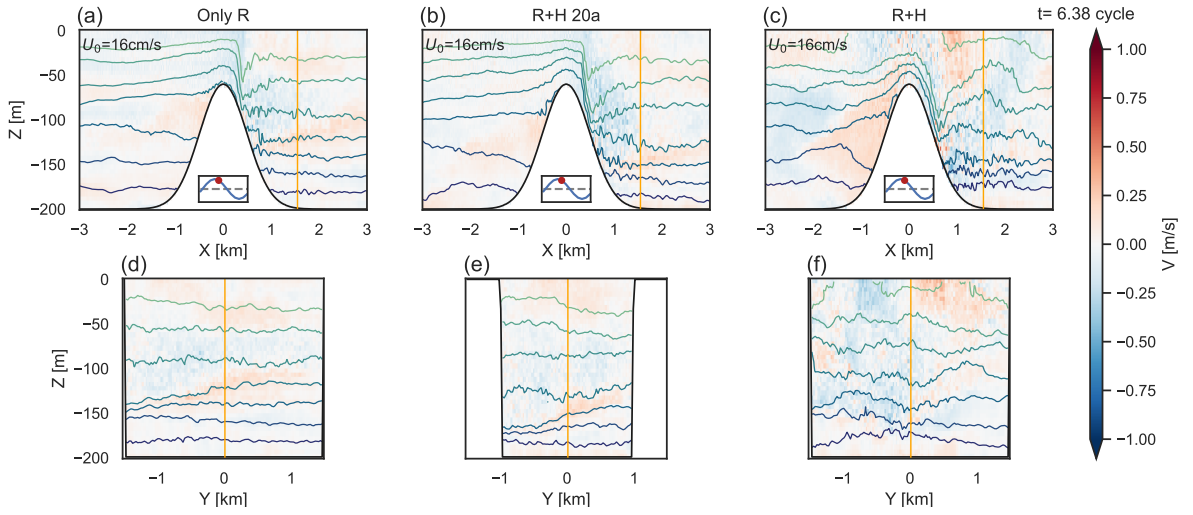 (a) Only R (b) R+H 20a (c) R+H t= 6.38 cycle
U₀=16cm/s U₀=16cm/s U₀=16cm/s
0
−50
−100
−150
−200
Z [m]
−3 −2 −1 0 1 2 3
X [km]
−3 −2 −1 0 1 2 3
X [km]
−3 −2 −1 0 1 2 3
X [km]
(d) (e) (f)
0
−50
−100
−150
−200
Z [m]
−1 0 1
Y [km]
−1 0 1
Y [km]
−1 0 1
Y [km]
1.00
0.75
0.50
0.25
0.00
−0.25
−0.50
−0.75
−1.00
V [m/s]